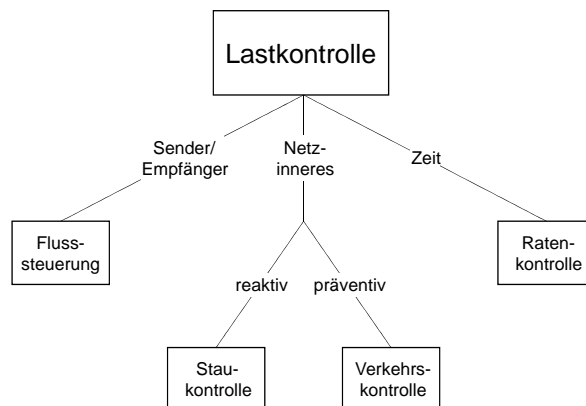 Lastkontrolle
Sender/
Empfänger
Netz-
inneres
Zeit
Fluss-
steuerung
Raten-
kontrolle
reaktiv
präventiv
Stau-
kontrolle
Verkehrs-
kontrolle